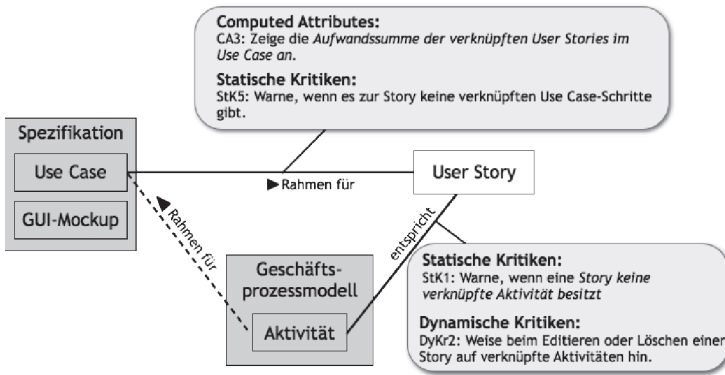 Computed Attributes:
CA3: Zeige die Aufwandssumme der verknüpften User Stories im
Use Case an.
Statische Kritiken:
StK5: Warne, wenn es zur Story keine verknüpften Use Case-Schritte
gibt.
Spezifikation
Use Case
GUI-Mockup
▶ Rahmen für
User Story
▶ Rahmen für
entspricht
Geschäfts-
prozessmodell
Aktivität
Statische Kritiken:
StK1: Warne, wenn eine Story keine
verknüpfte Aktivität besitzt
Dynamische Kritiken:
DyKr2: Weise beim Editieren oder Löschen einer
Story auf verknüpfte Aktivitäten hin.